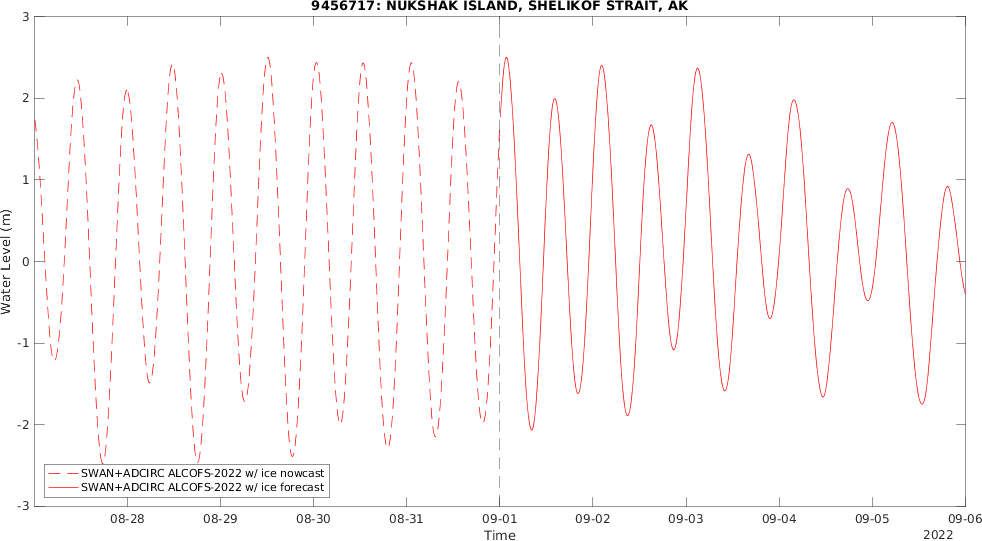 9456717: NUKSHAK ISLAND, SHELIKOF STRAIT, AK
3
2
1
0
-1
-2
-3
Water Level (m)
SWAN+ADCIRC ALCOFS-2022 w/ ice nowcast
SWAN+ADCIRC ALCOFS-2022 w/ ice forecast
08-28 08-29 08-30 08-31 09-01 09-02 09-03 09-04 09-05 09-06
Time
2022